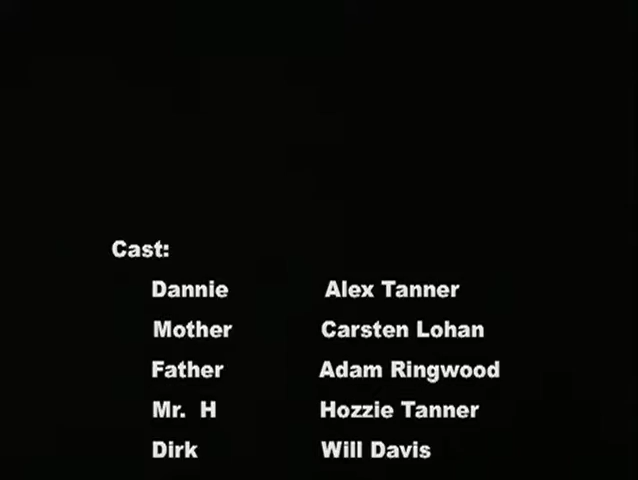 Cast:
Dannie Alex Tanner
Mother Carsten Lohan
Father Adam Ringwood
Mr. H Hozzie Tanner
Dirk Will Davis